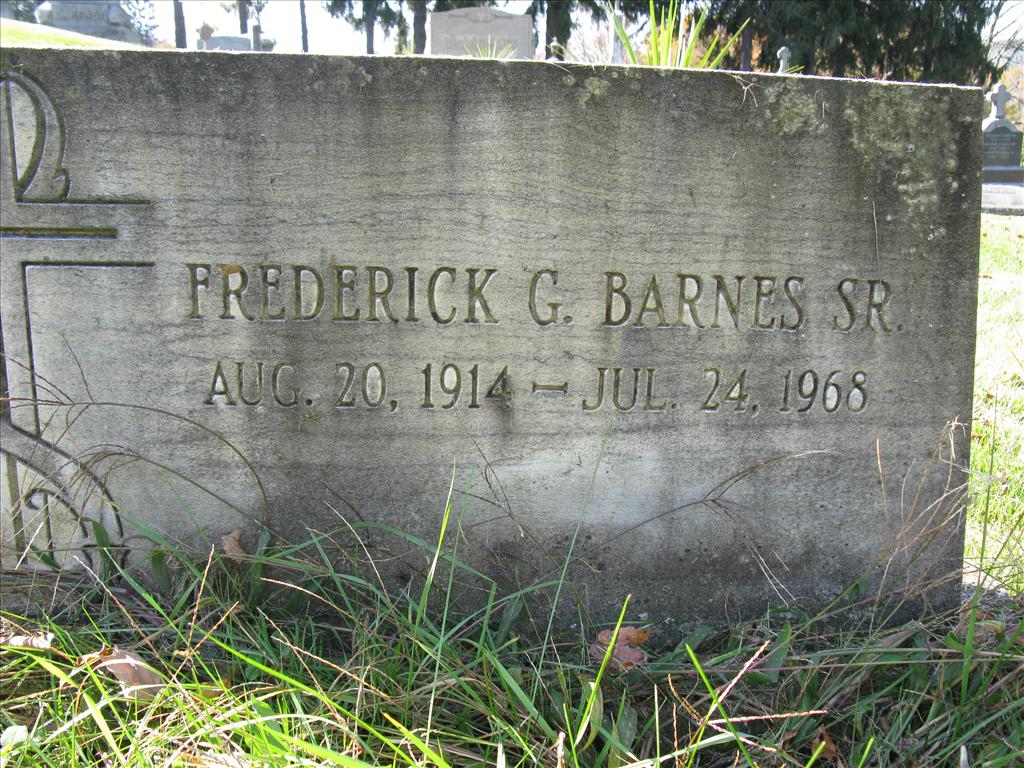 FREDERICK G. BARNES SR.
AUG. 20, 1914 – JUL. 24, 1968